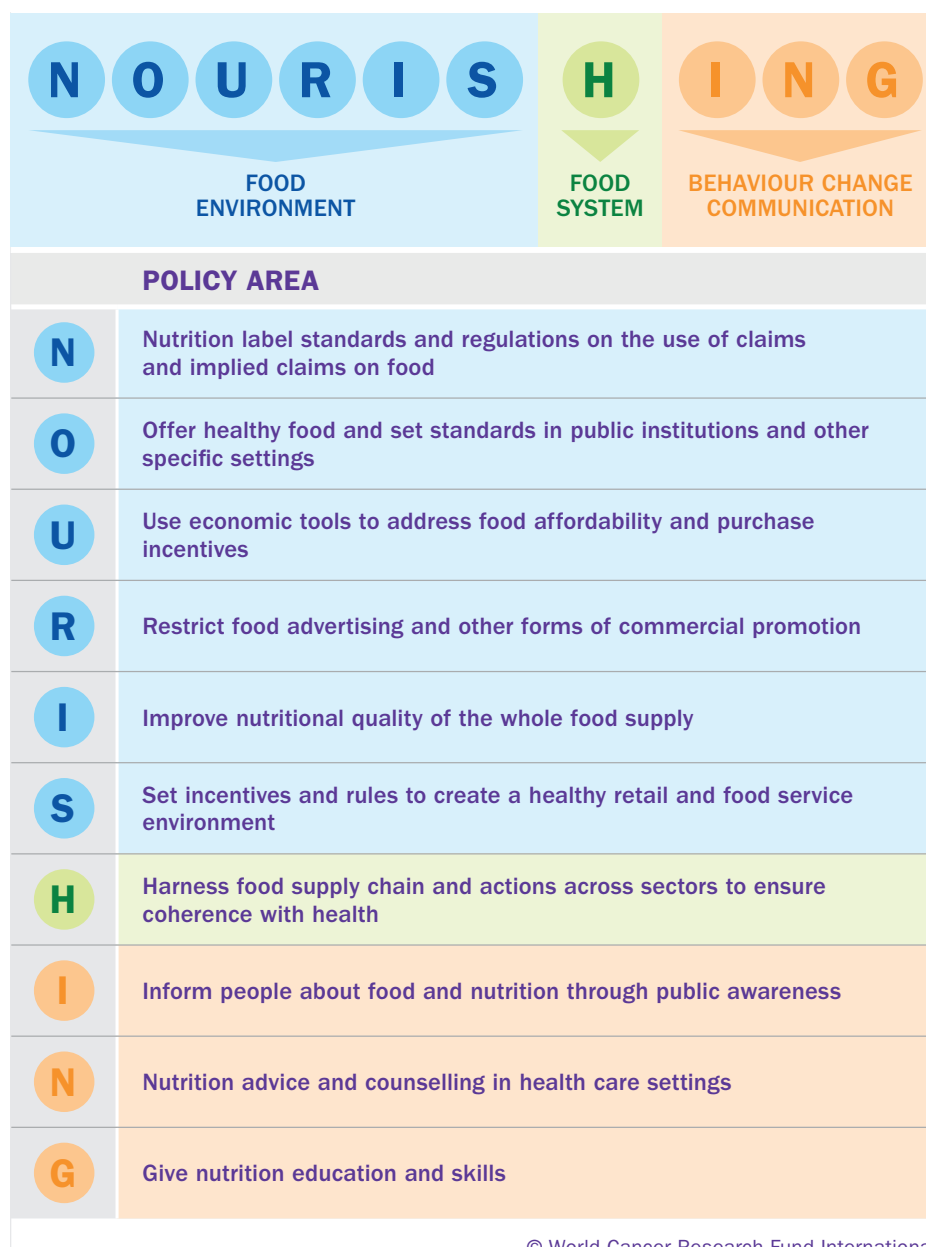 N O U R I S H I N G
FOOD
ENVIRONMENT
FOOD
SYSTEM
BEHAVIOUR CHANGE
COMMUNICATION
POLICY AREA
N
Nutrition label standards and regulations on the use of claims
and implied claims on food
O
Offer healthy food and set standards in public institutions and other
specific settings
U
Use economic tools to address food affordability and purchase
incentives
R
Restrict food advertising and other forms of commercial promotion
I
Improve nutritional quality of the whole food supply
S
Set incentives and rules to create a healthy retail and food service
environment
H
Harness food supply chain and actions across sectors to ensure
coherence with health
I
Inform people about food and nutrition through public awareness
N
Nutrition advice and counselling in health care settings
G
Give nutrition education and skills
© World Cancer Research Fund Internationa